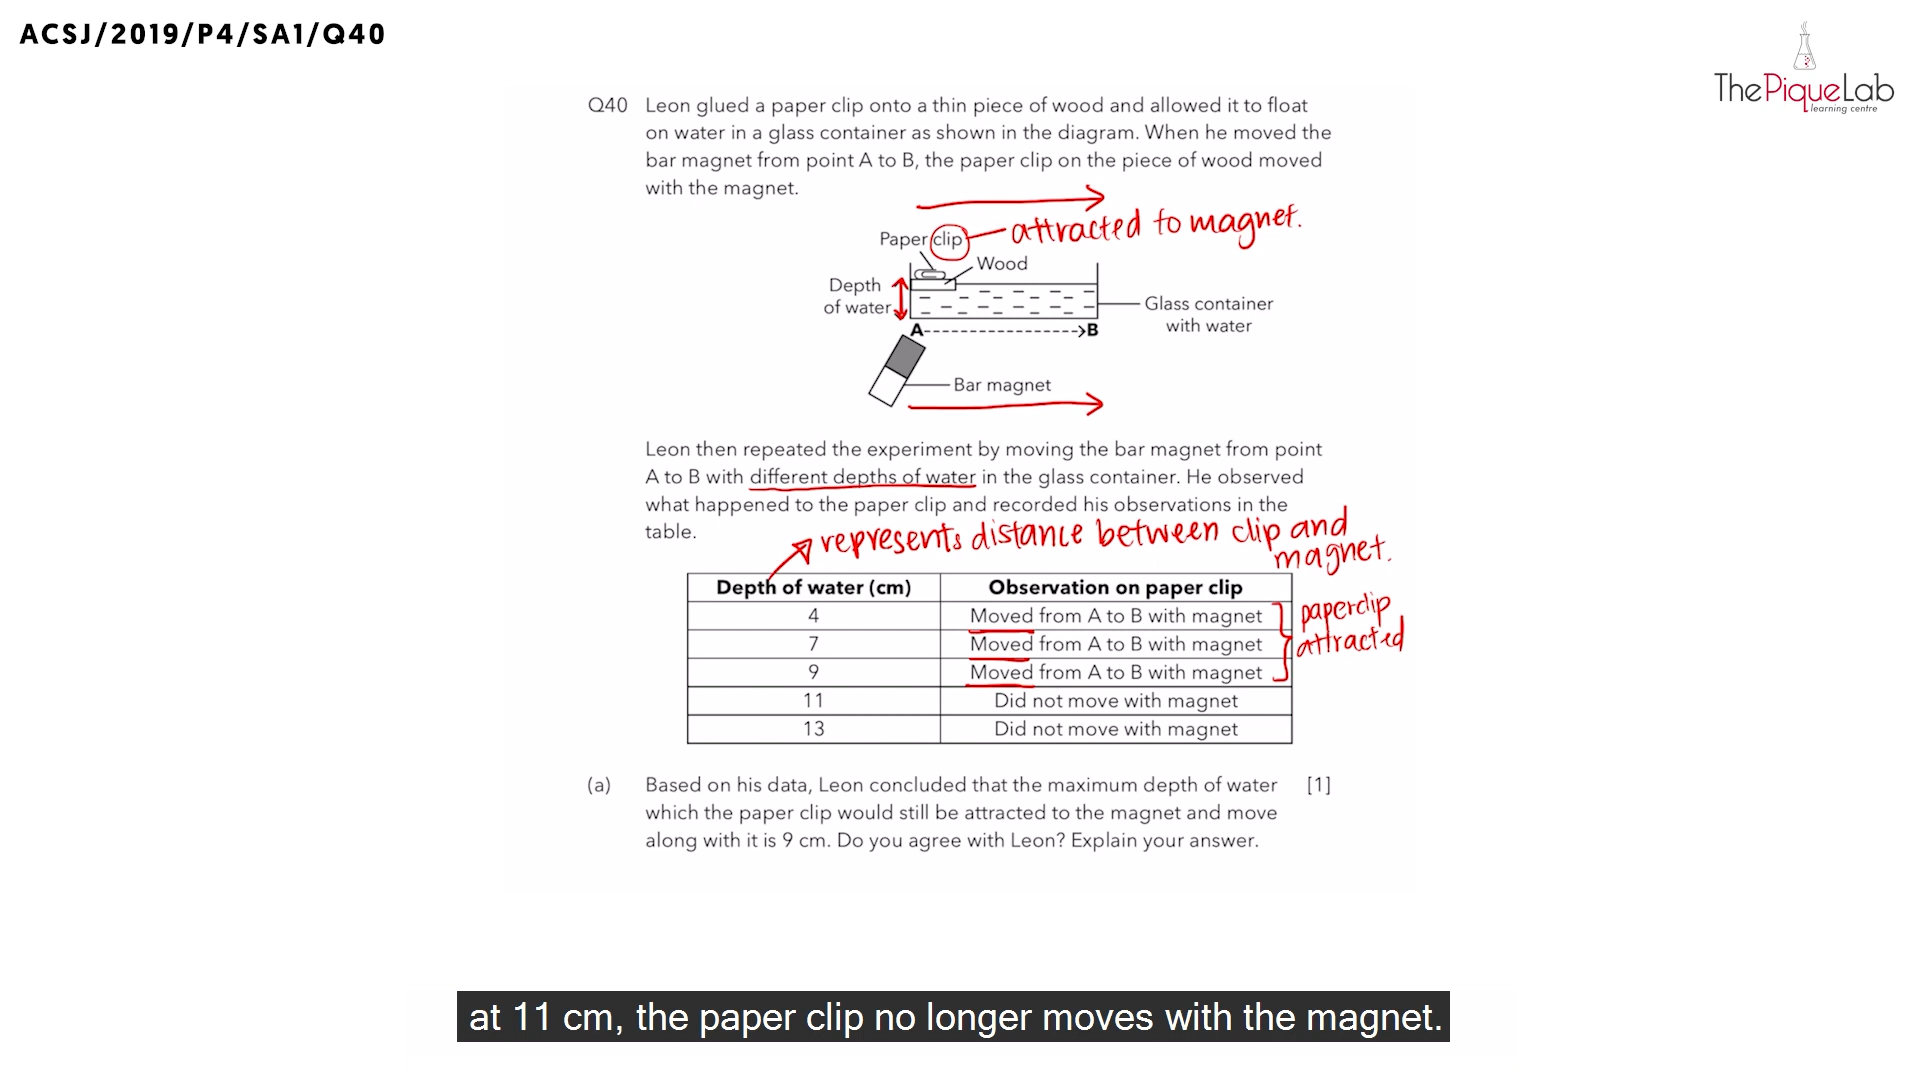 ACSJ/2019/P4/SA1/Q40
ThePiqueLab
learning centre
Q40 Leon glued a paper clip onto a thin piece of wood and allowed it to float
on water in a glass container as shown in the diagram. When he moved the
bar magnet from point A to B, the paper clip on the piece of wood moved
with the magnet.
Paper clip attracted to magnet.
Wood
Depth
of water
Glass container
with water
A B
Bar magnet
Leon then repeated the experiment by moving the bar magnet from point
A to B with different depths of water in the glass container. He observed
what happened to the paper clip and recorded his observations in the
table.
represents distance between clip and
magnet.
Depth of water (cm) Observation on paper clip
4 Moved from A to B with magnet
7 Moved from A to B with magnet
9 Moved from A to B with magnet
paperclip
attracted
11 Did not move with magnet
13 Did not move with magnet
(a) Based on his data, Leon concluded that the maximum depth of water [1]
which the paper clip would still be attracted to the magnet and move
along with it is 9 cm. Do you agree with Leon? Explain your answer.
at 11 cm, the paper clip no longer moves with the magnet.